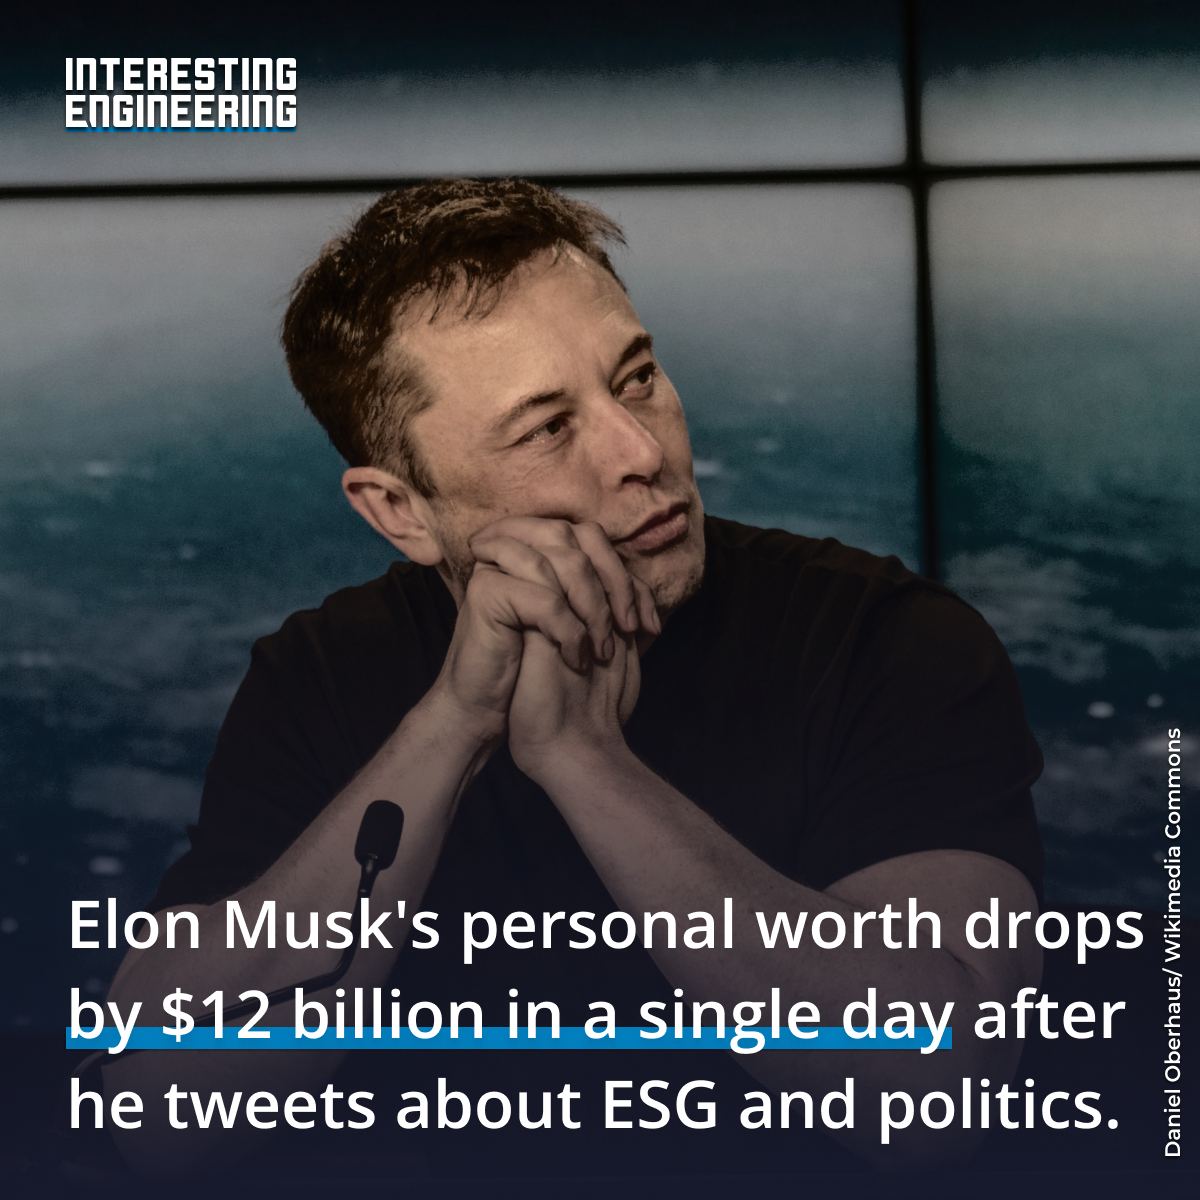 INTERESTING
ENGINEERING
Elon Musk's personal worth drops
by $12 billion in a single day after
he tweets about ESG and politics.
Daniel Oberhaus/ Wikimedia Commons